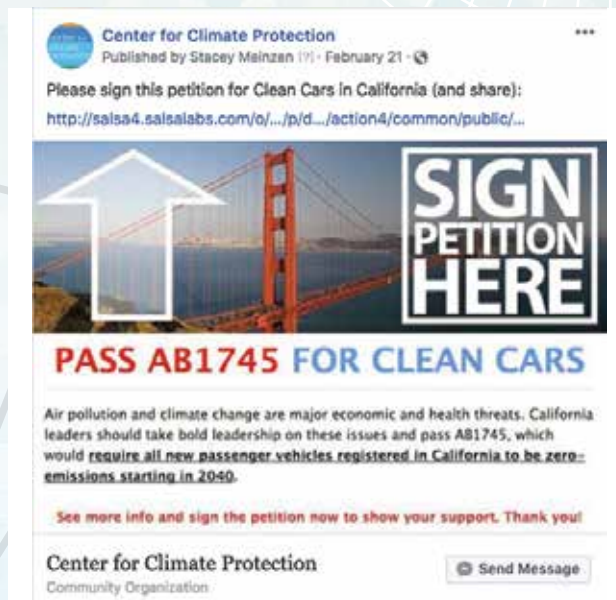 Center for Climate Protection
Published by Stacey Meinzen [?] · February 21 ·
Please sign this petition for Clean Cars in California (and share):
http://salsa4.salsalabs.com/o/.../p/d.../action4/common/public/...
SIGN
PETITION
HERE
PASS AB1745 FOR CLEAN CARS
Air pollution and climate change are major economic and health threats. California
leaders should take bold leadership on these issues and pass AB1745, which
would require all new passenger vehicles registered in California to be zero-
emissions starting in 2040.
See more info and sign the petition now to show your support. Thank you!
Center for Climate Protection
Send Message
Community Organization